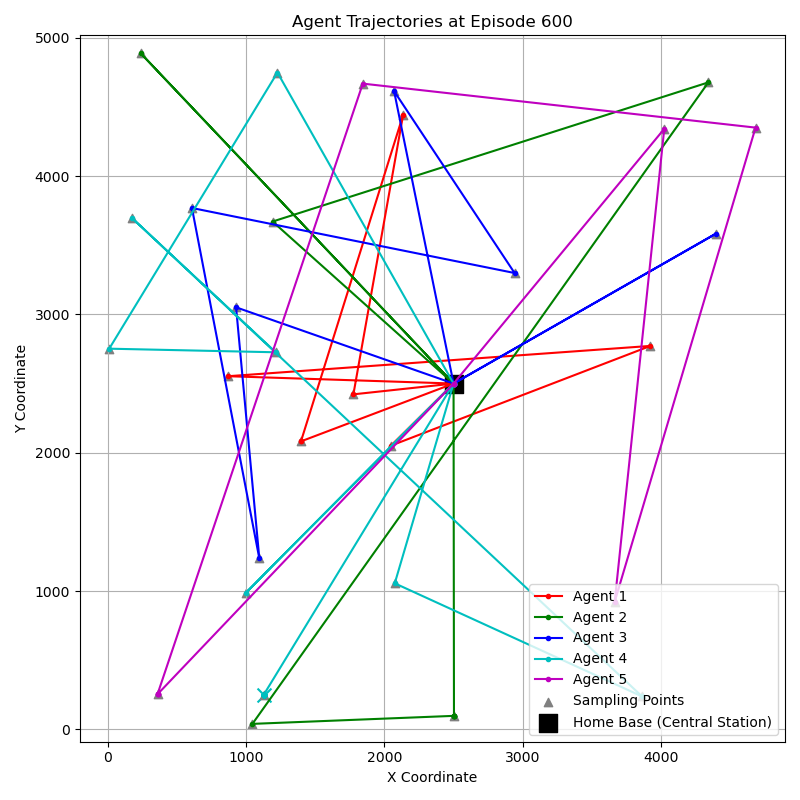 Agent Trajectories at Episode 600
5000
4000
3000
2000
1000
0
Y Coordinate
0 1000 2000 3000 4000
X Coordinate
Agent 1
Agent 2
Agent 3
Agent 4
Agent 5
Sampling Points
Home Base (Central Station)